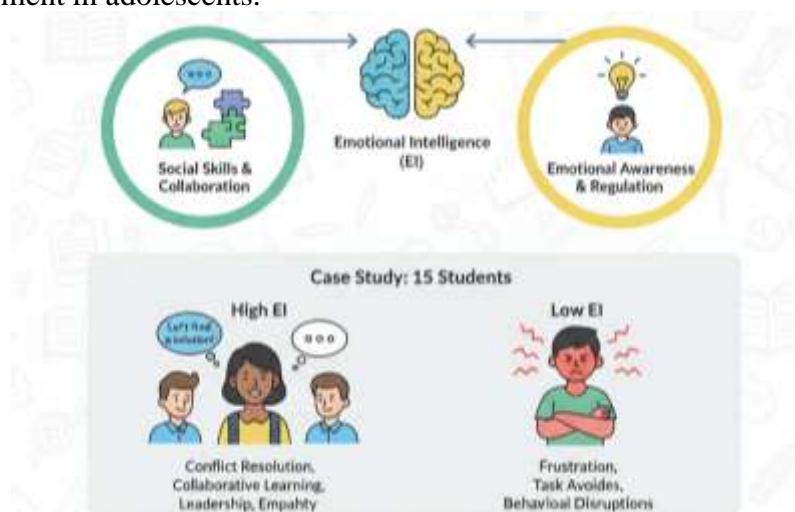 ment in adolescents.
Social Skills &
Collaboration
Emotional Intelligence
(EI)
Emotional Awareness
& Regulation
Case Study: 15 Students
High EI
Let's find
a solution!
Low EI
Conflict Resolution,
Collaborative Learning,
Leadership, Empahty
Frustration,
Task Avoides,
Behavioal Disruptions